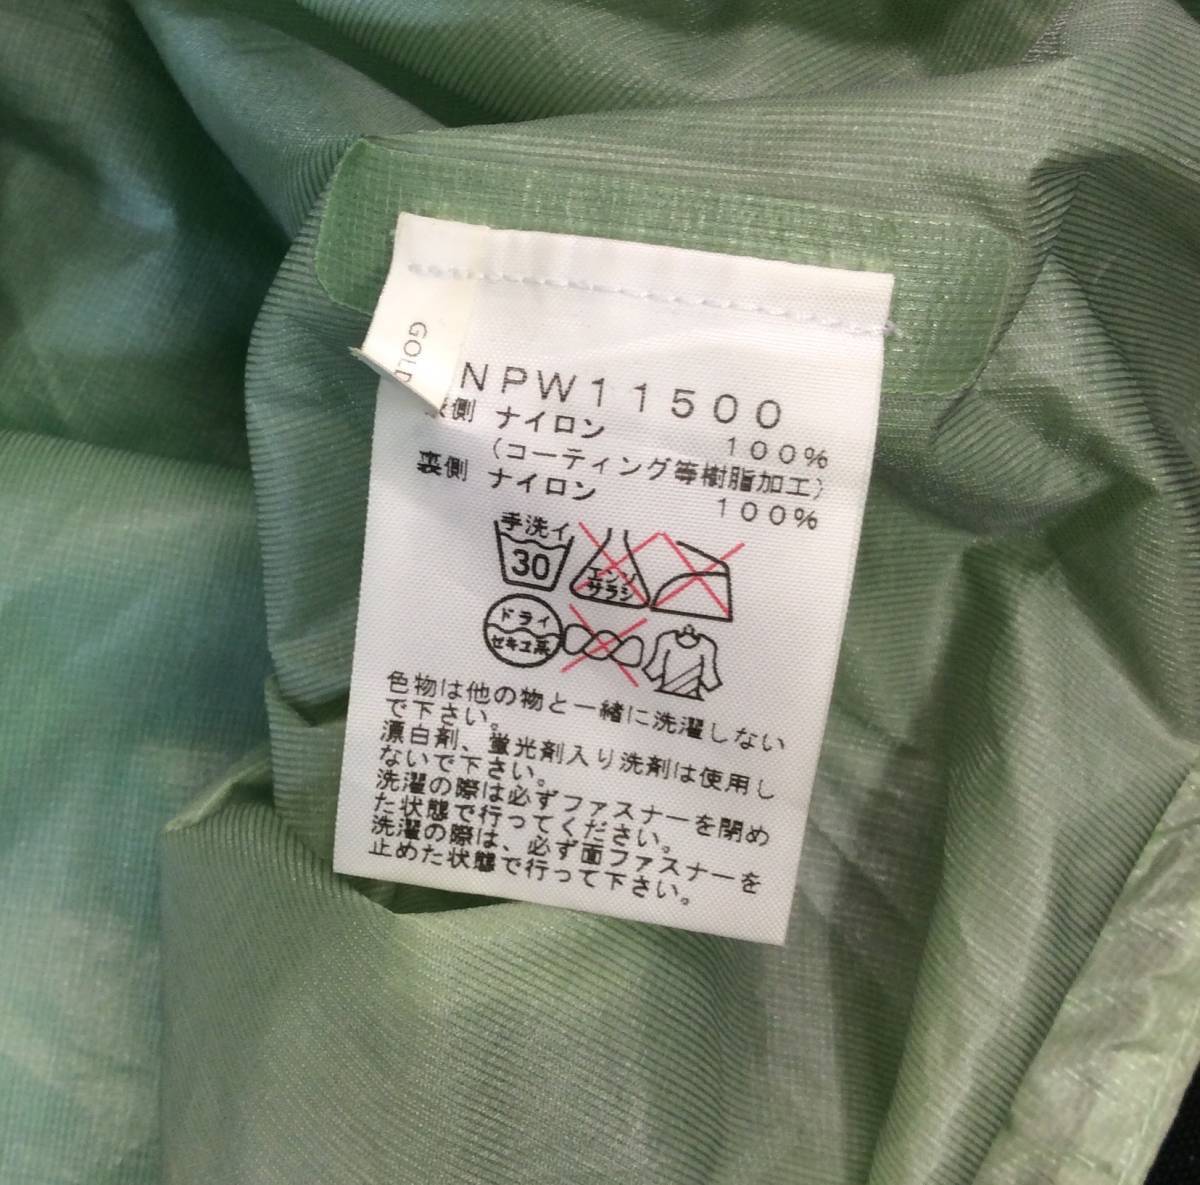 GOLD
NPW11500
表側 ナイロン 100%
(コーティング等樹脂加工)
裏側 ナイロン 100%
手洗イ
30
エンソ
サラシ
ドライ
セキユ系
色物は他の物と一緒に洗濯しない
で下さい。
漂白剤、蛍光剤入り洗剤は使用し
ないで下さい。
洗濯の際は必ずファスナーを閉め
た状態で行ってください。
洗濯の際は、必ず面ファスナーを
止めた状態で行って下さい。